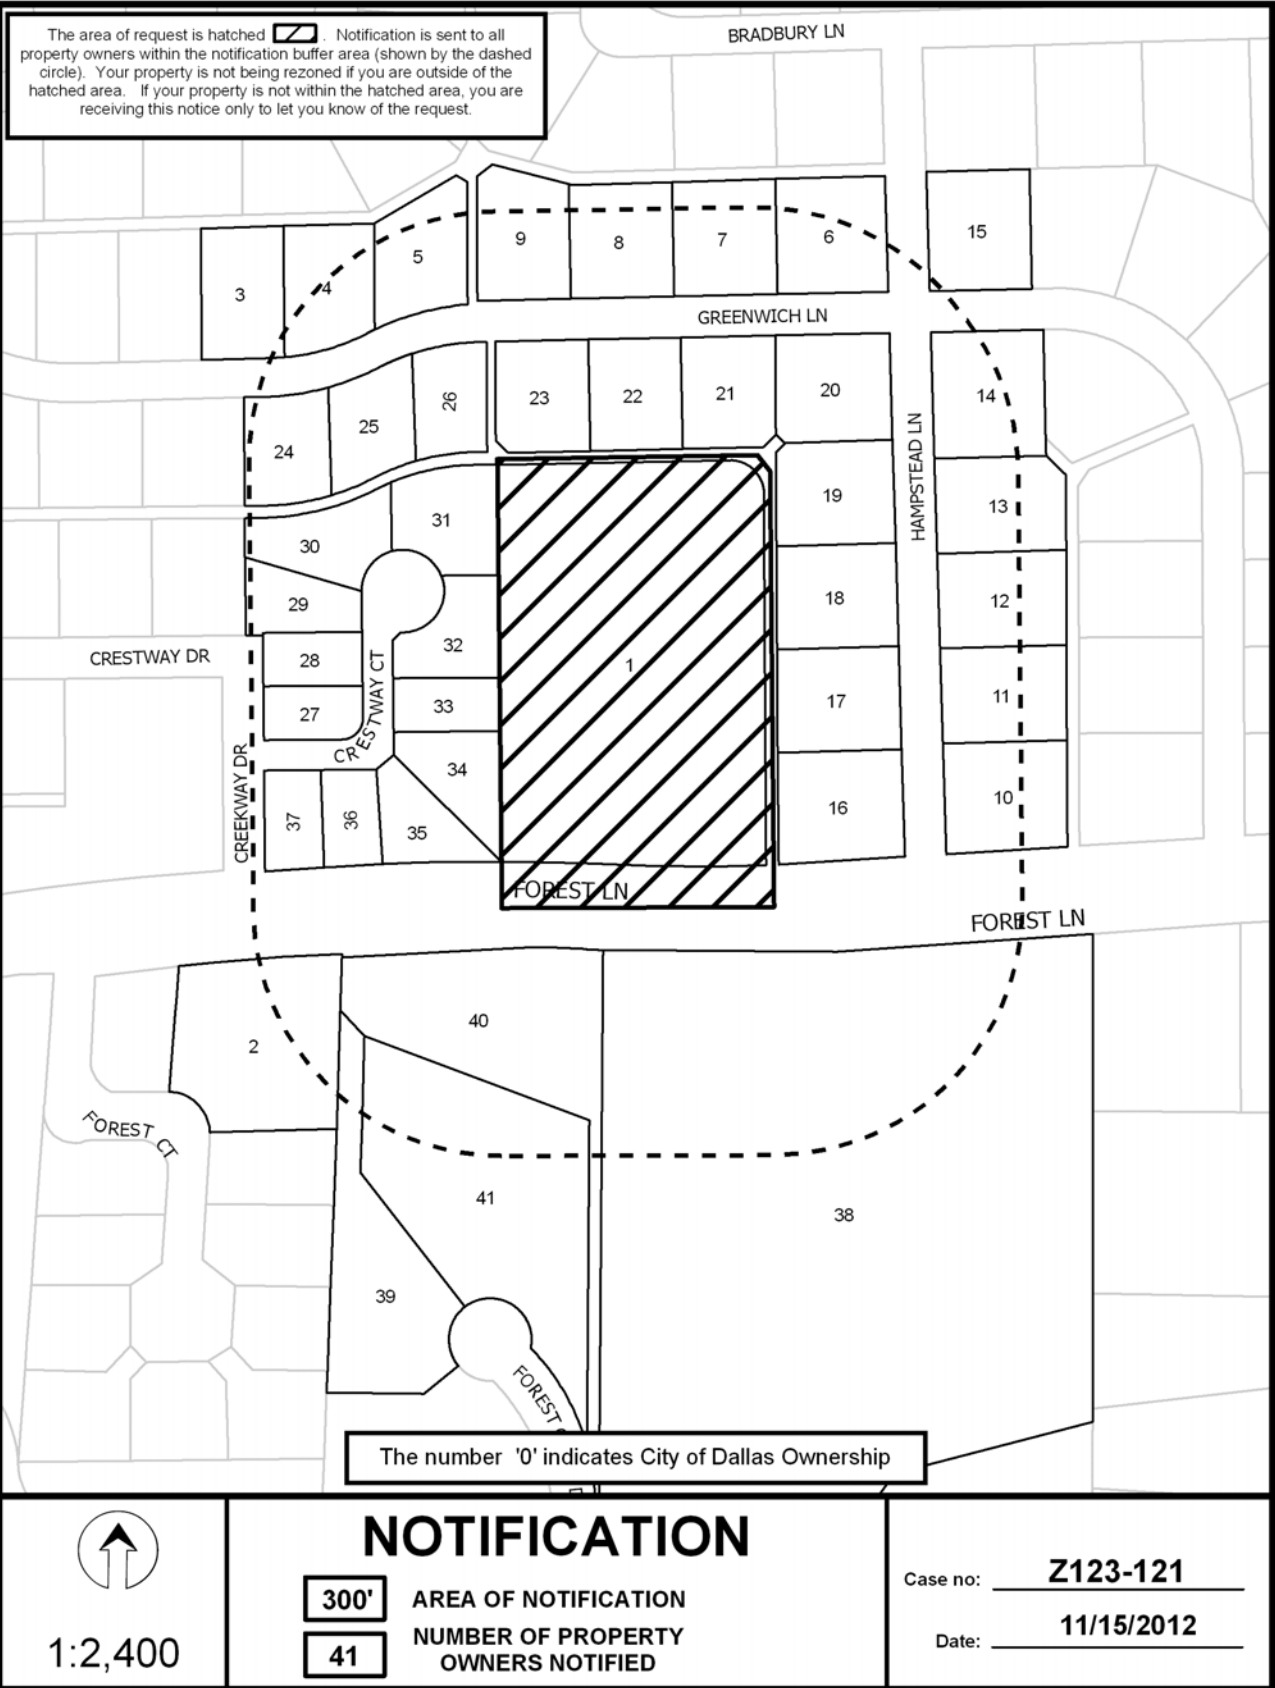 The area of request is hatched . Notification is sent to all
property owners within the notification buffer area (shown by the dashed
circle). Your property is not being rezoned if you are outside of the
hatched area. If your property is not within the hatched area, you are
receiving this notice only to let you know of the request.
BRADBURY LN
9
8
7
6
15
5
4
3
GREENWICH LN
26
23
22
21
20
14
25
24
HAMPSTEAD LN
19
13
31
30
29
18
12
32
28
CRESTWAY DR
1
33
27
CRESTWAY CT
17
11
34
CREEKWAY DR
37
36
35
16
10
FOREST LN
FOREST LN
40
2
FOREST CT
41
38
39
FOREST
The number '0' indicates City of Dallas Ownership
1:2,400
NOTIFICATION
300' AREA OF NOTIFICATION
41 NUMBER OF PROPERTY
OWNERS NOTIFIED
Case no: Z123-121
Date: 11/15/2012